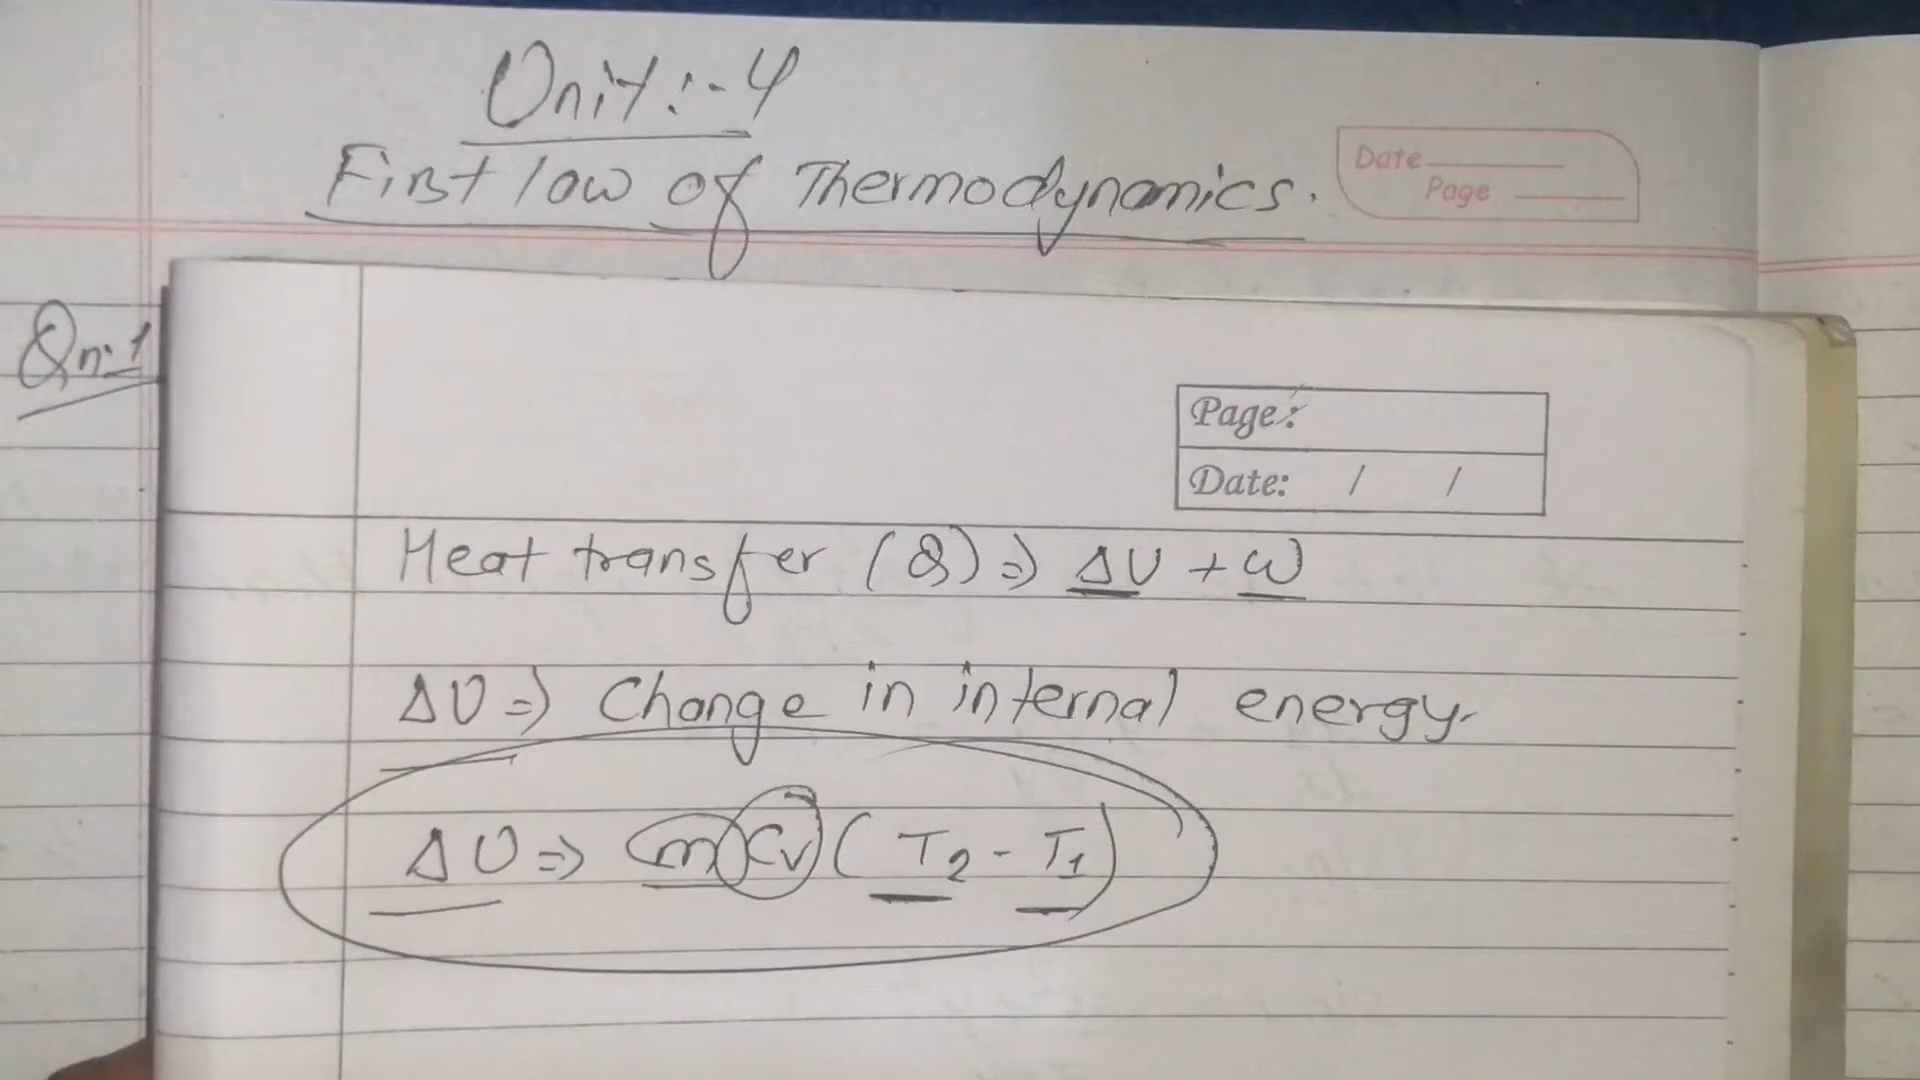 Unit :- 4
First law of Thermodynamics.
Date
Page
Qn. 1
Page:
Date: / /
Heat transfer (Q) => ΔU + W
ΔU => Change in internal energy.
ΔU => m Cv (T2 - T1)